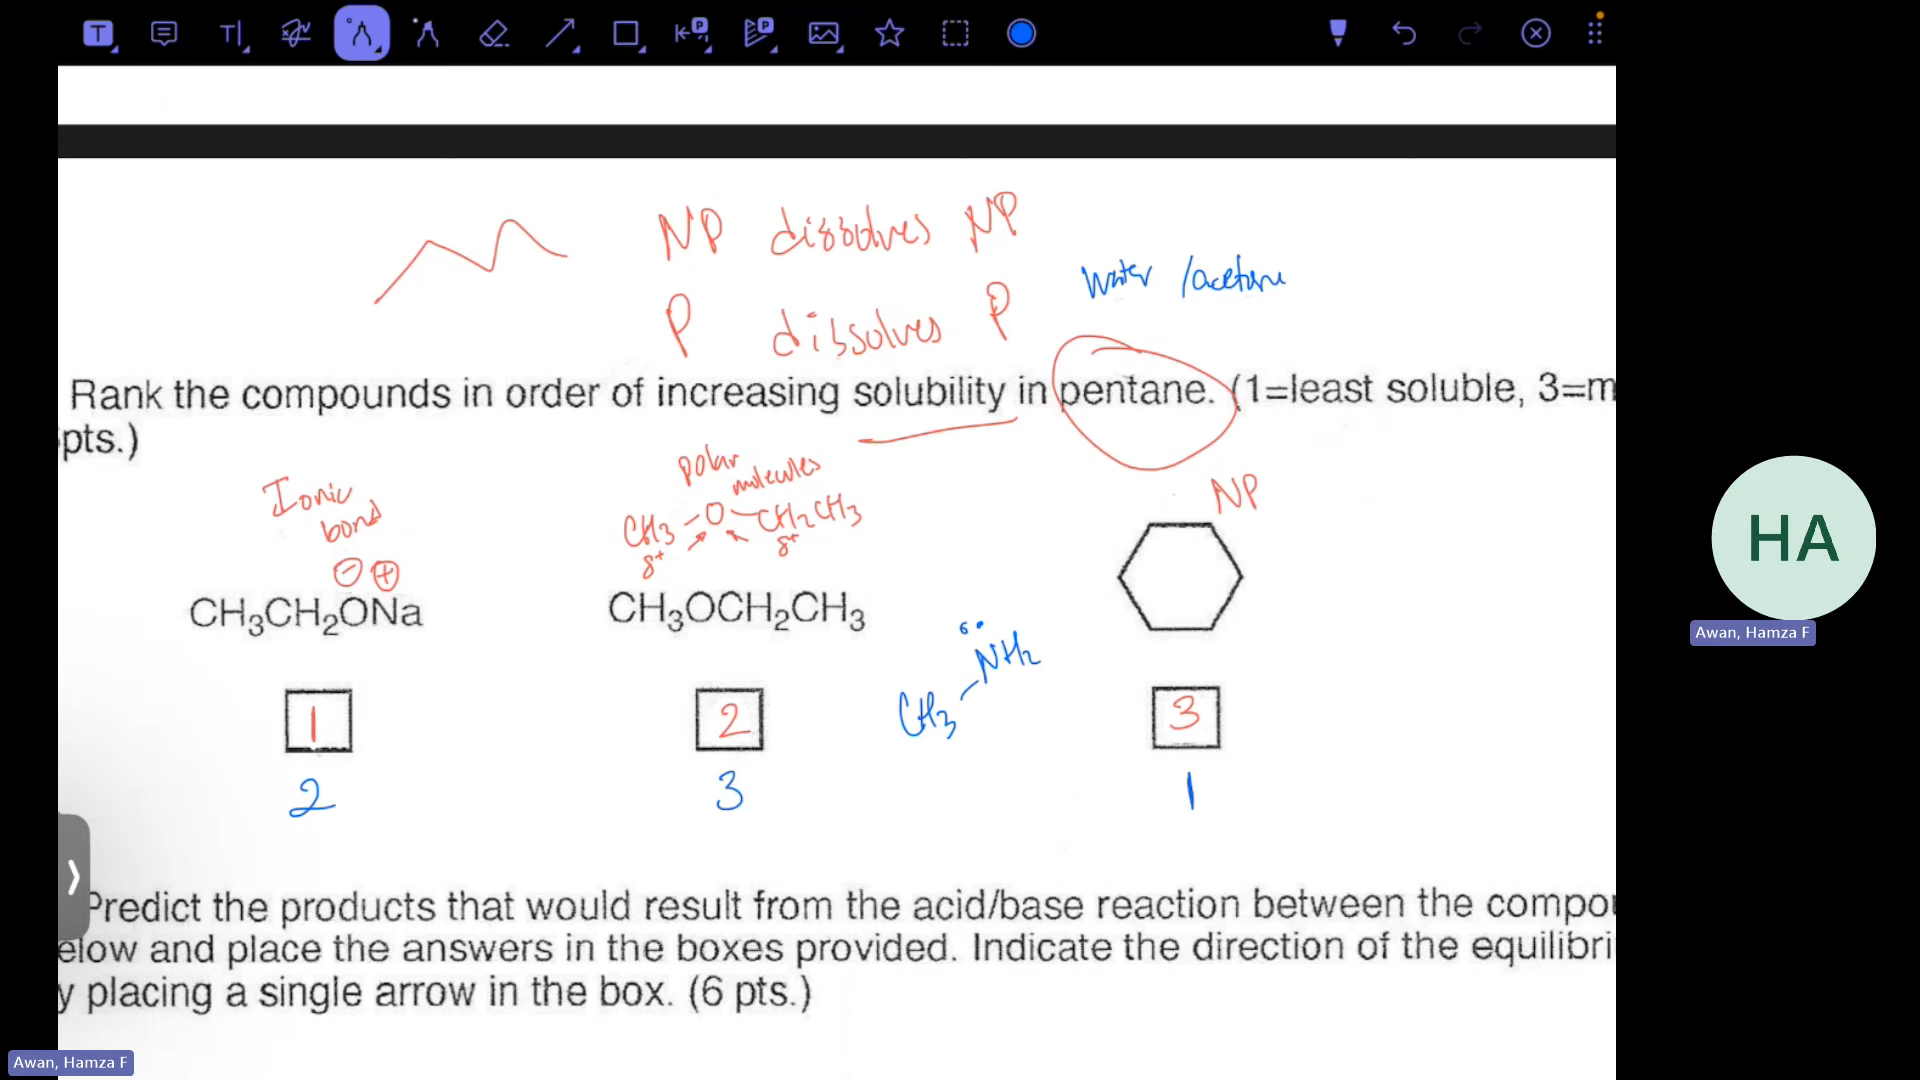 NP dissolves NP
Water /acetone
P dissolves P
Rank the compounds in order of increasing solubility in pentane. (1=least soluble, 3=m
pts.)
Ionic bond
polar molecules
NP
CH3 - O - CH2CH3
δ+ δ+
⊖ ⊕
CH₃CH₂ONa
CH₃OCH₂CH₃
NH2
CH3
1 2 3
2 3 1
Predict the products that would result from the acid/base reaction between the compou
elow and place the answers in the boxes provided. Indicate the direction of the equilibri
y placing a single arrow in the box. (6 pts.)
HA
Awan, Hamza F
Awan, Hamza F